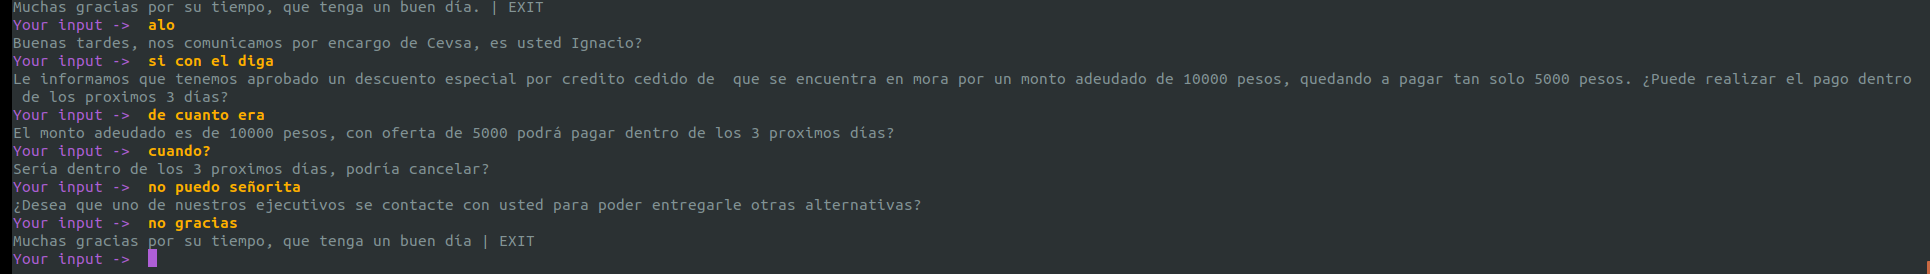 Muchas gracias por su tiempo, que tenga un buen día. | EXIT
Your input ->  alo
Buenas tardes, nos comunicamos por encargo de Cevsa, es usted Ignacio?
Your input ->  si con el diga
Le informamos que tenemos aprobado un descuento especial por credito cedido de  que se encuentra en mora por un monto adeudado de 10000 pesos, quedando a pagar tan solo 5000 pesos. ¿Puede realizar el pago dentro
 de los proximos 3 días?
Your input ->  de cuanto era
El monto adeudado es de 10000 pesos, con oferta de 5000 podrá pagar dentro de los 3 proximos días?
Your input ->  cuando?
Sería dentro de los 3 proximos días, podría cancelar?
Your input ->  no puedo señorita
¿Desea que uno de nuestros ejecutivos se contacte con usted para poder entregarle otras alternativas?
Your input ->  no gracias
Muchas gracias por su tiempo, que tenga un buen día | EXIT
Your input ->